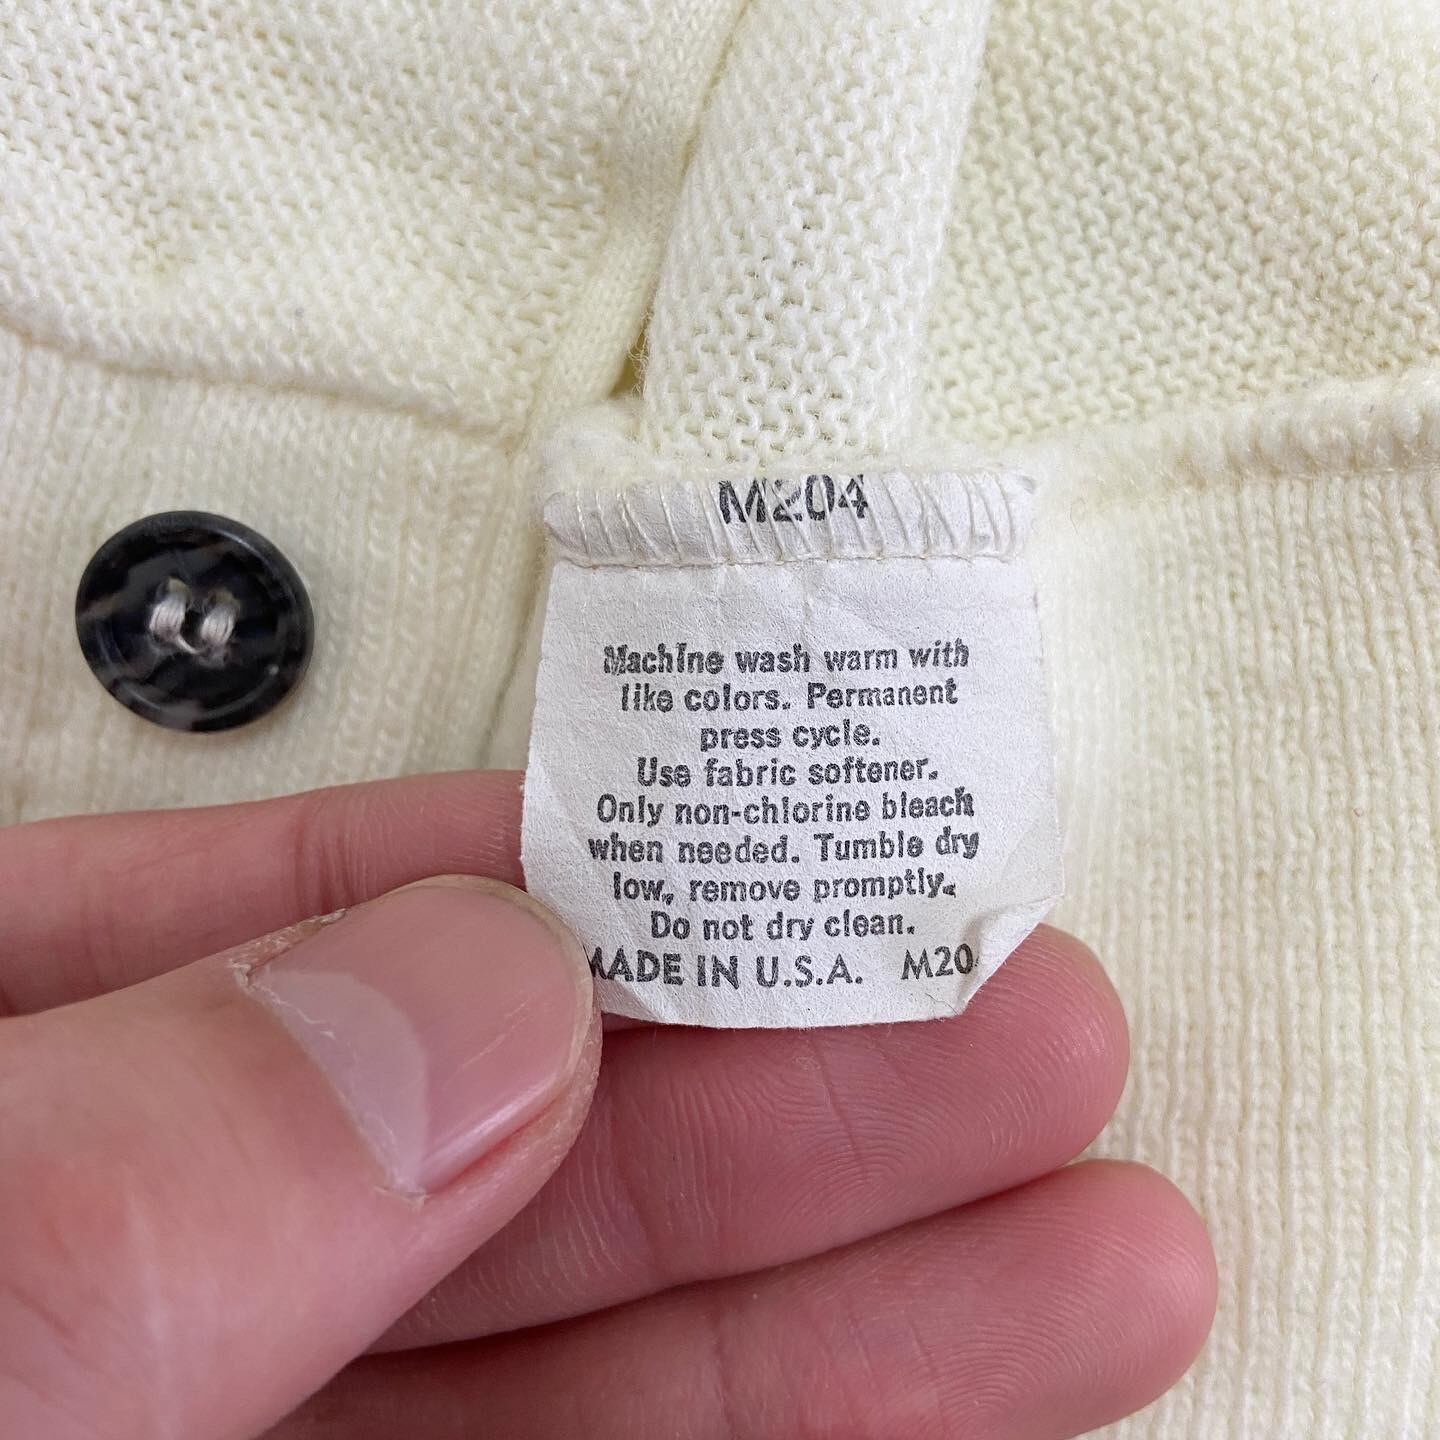 M204
Machine wash warm with
like colors. Permanent
press cycle.
Use fabric softener.
Only non-chlorine bleach
when needed. Tumble dry
low, remove promptly.
Do not dry clean.
MADE IN U.S.A. M204